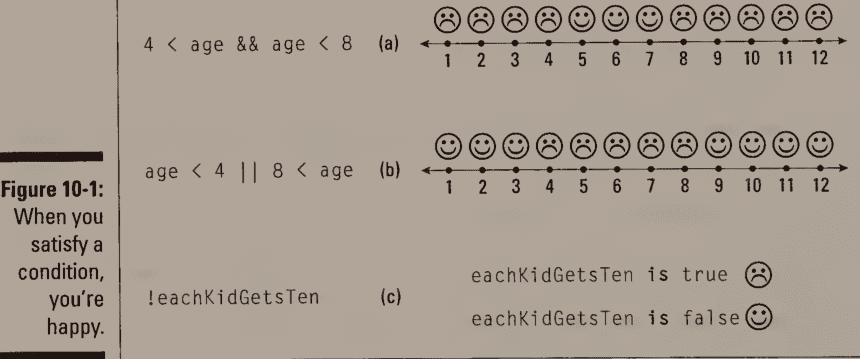 4 < age && age < 8 (a)
1 2 3 4 5 6 7 8 9 10 11 12
age < 4 || 8 < age (b)
1 2 3 4 5 6 7 8 9 10 11 12
Figure 10-1:
When you
satisfy a
condition,
you're
happy.
!eachKidGetsTen (c)
eachKidGetsTen is true
eachKidGetsTen is false